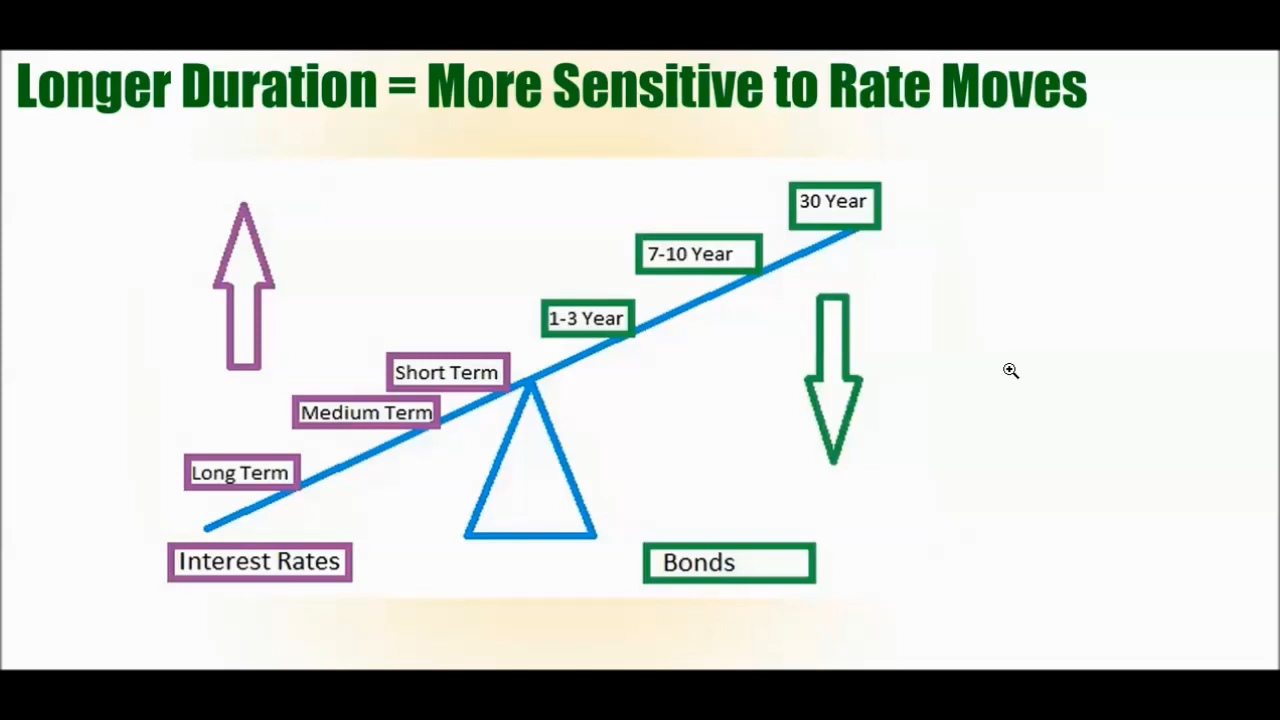 Longer Duration = More Sensitive to Rate Moves
30 Year
7-10 Year
1-3 Year
Short Term
Medium Term
Long Term
Interest Rates
Bonds